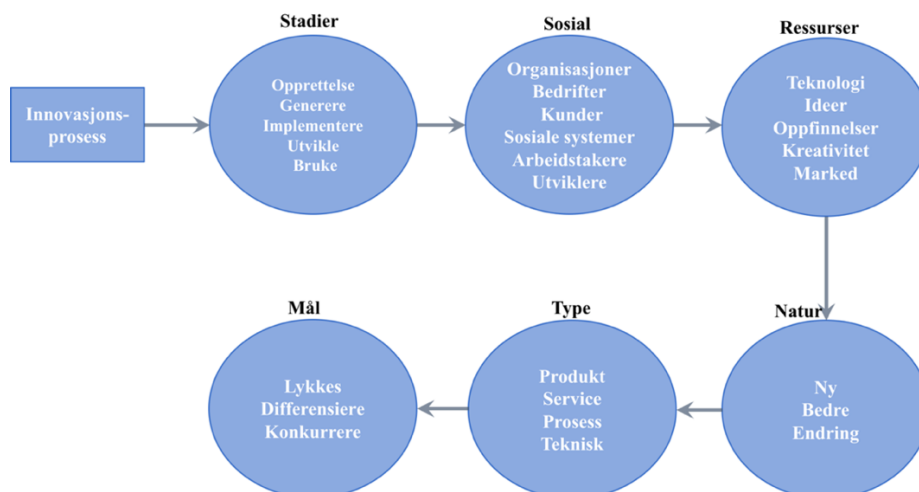 Innovasjons-
prosess
Stadier
Opprettelse
Generere
Implementere
Utvikle
Bruke
Sosial
Organisasjoner
Bedrifter
Kunder
Sosiale systemer
Arbeidstakere
Utviklere
Ressurser
Teknologi
Ideer
Oppfinnelser
Kreativitet
Marked
Natur
Ny
Bedre
Endring
Type
Produkt
Service
Prosess
Teknisk
Mål
Lykkes
Differensiere
Konkurrere